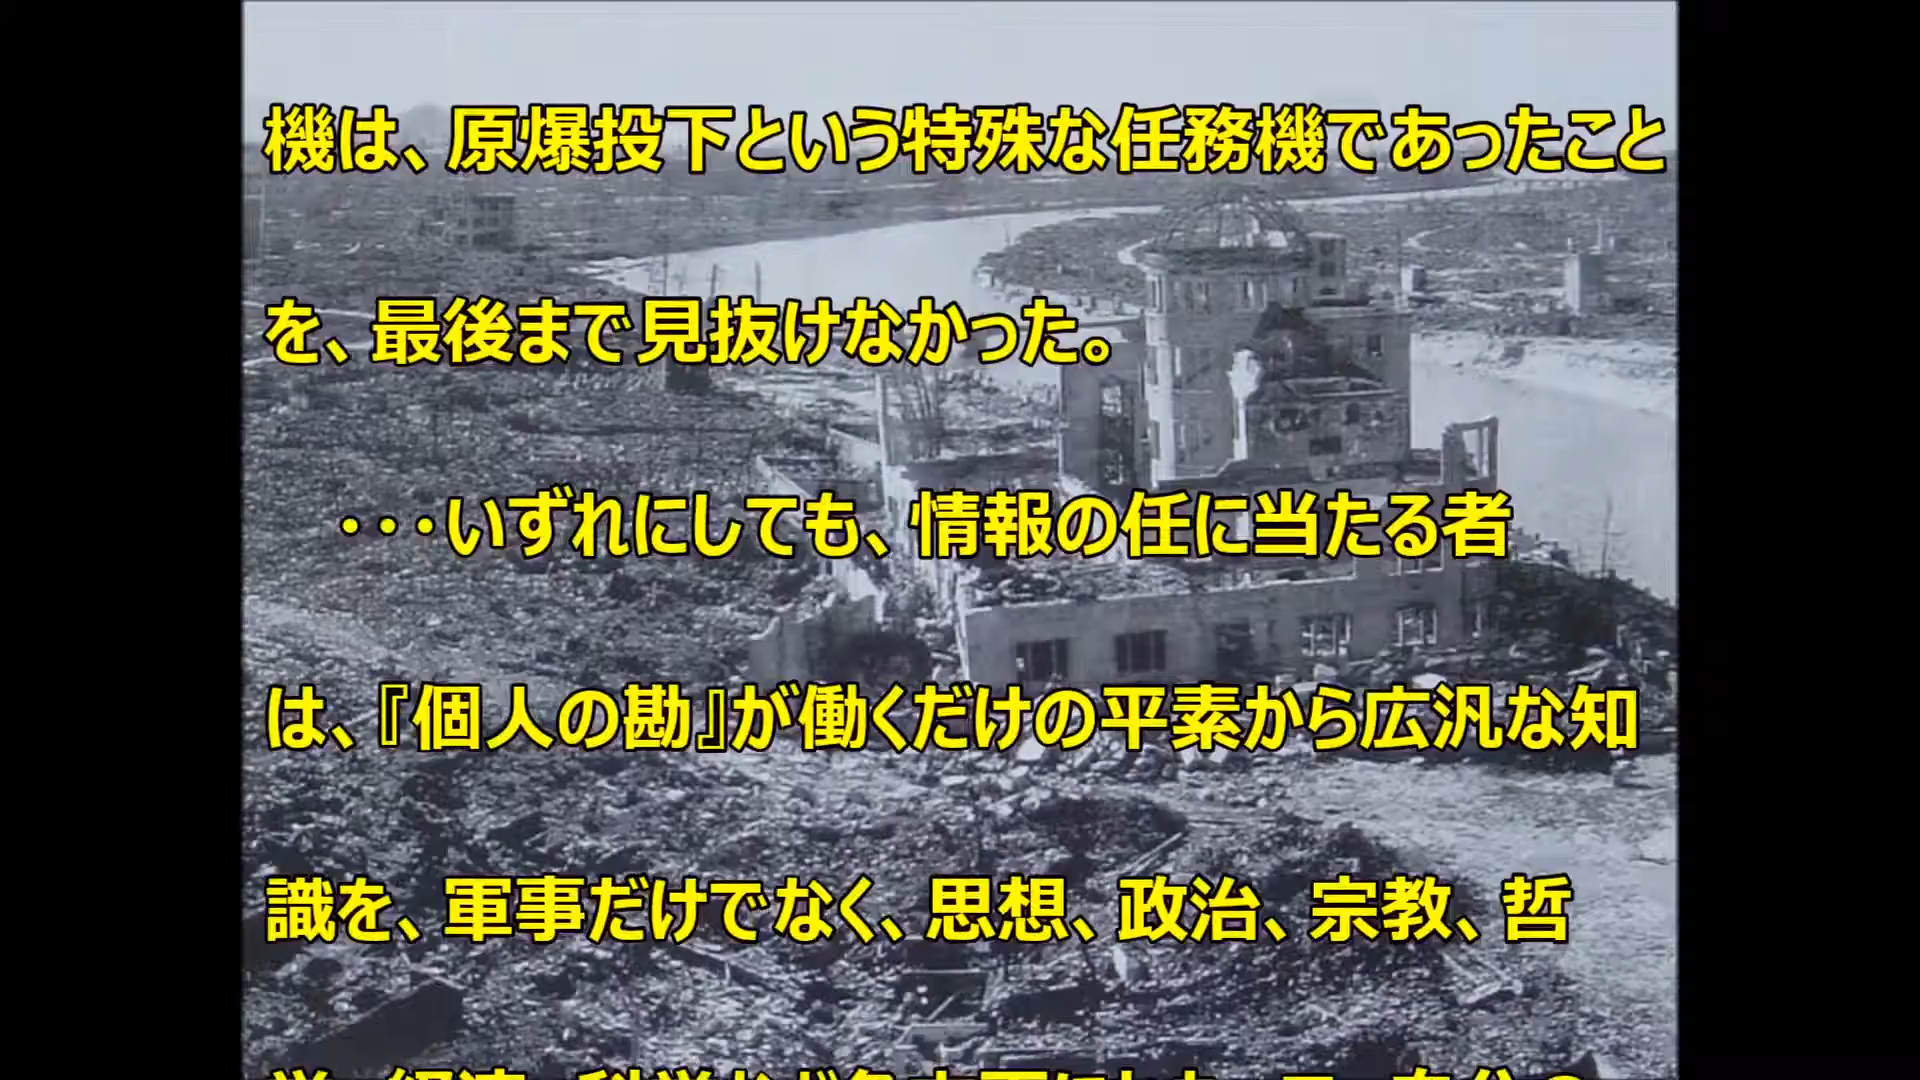 機は、原爆投下という特殊な任務機であったこと
を、最後まで見抜けなかった。
・・・いずれにしても、情報の任に当たる者
は、『個人の勘』が働くだけの平素から広汎な知
識を、軍事だけでなく、思想、政治、宗教、哲